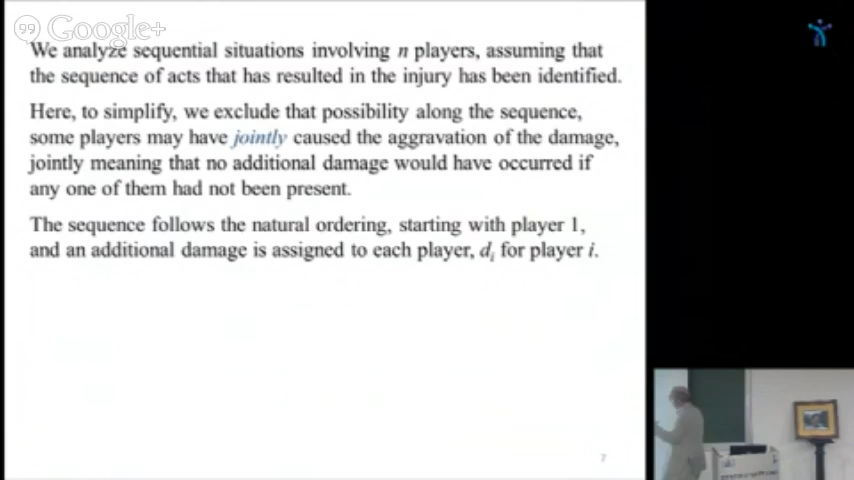 Google+
We analyze sequential situations involving n players, assuming that
the sequence of acts that has resulted in the injury has been identified.
Here, to simplify, we exclude that possibility along the sequence,
some players may have jointly caused the aggravation of the damage,
jointly meaning that no additional damage would have occurred if
any one of them had not been present.
The sequence follows the natural ordering, starting with player 1,
and an additional damage is assigned to each player, dᵢ for player i.
7